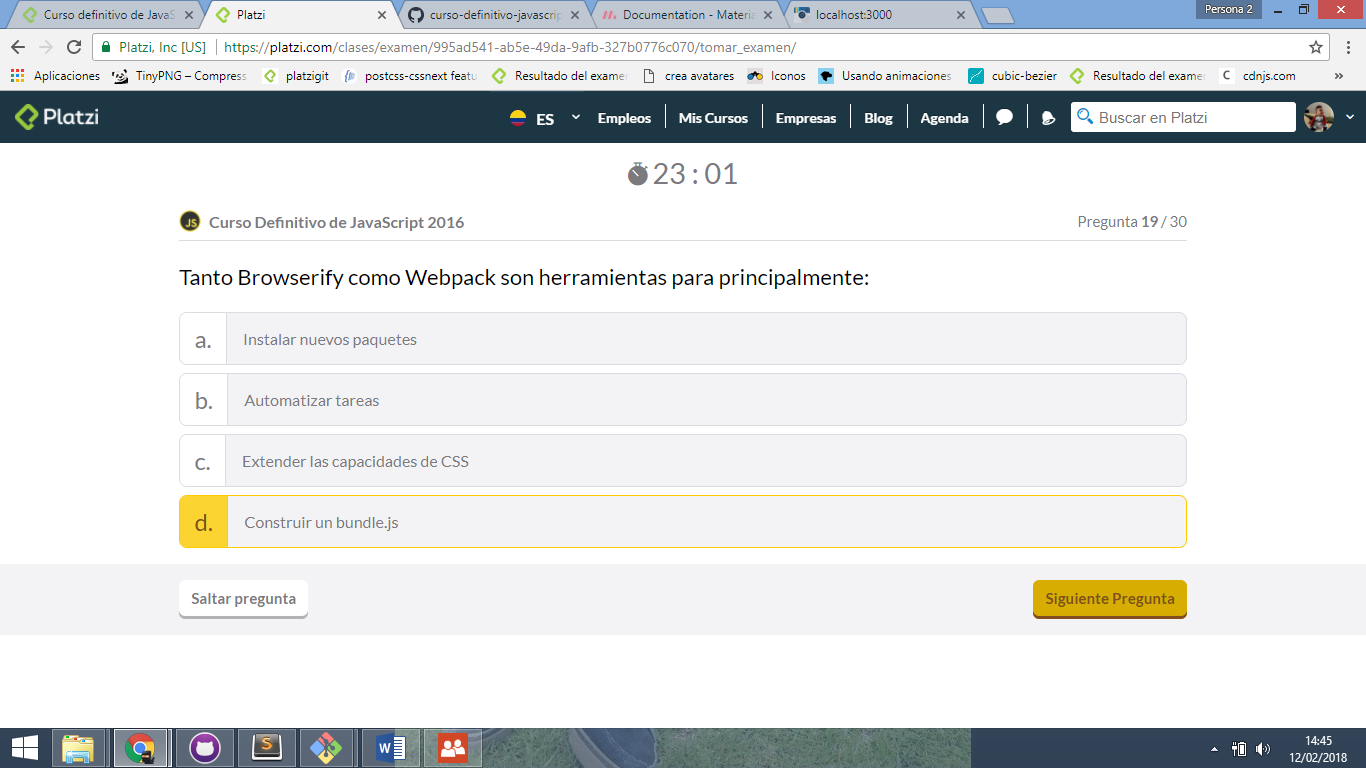 Curso definitivo de JavaS
Platzi
curso-definitivo-javascrip
Documentation - Materia
localhost:3000
Persona 2
Platzi, Inc [US]
https://platzi.com/clases/examen/995ad541-ab5e-49da-9afb-327b0776c070/tomar_examen/
Aplicaciones
TinyPNG – Compress
platzigit
postcss-cssnext featu
Resultado del examen
crea avatares
Iconos
Usando animaciones
cubic-bezier
Resultado del examen
cdnjs.com
Platzi
ES
Empleos
Mis Cursos
Empresas
Blog
Agenda
Buscar en Platzi
23 : 01
JS
Curso Definitivo de JavaScript 2016
Pregunta 19 / 30
Tanto Browserify como Webpack son herramientas para principalmente:
a. Instalar nuevos paquetes
b. Automatizar tareas
c. Extender las capacidades de CSS
d. Construir un bundle.js
Saltar pregunta
Siguiente Pregunta
14:45
12/02/2018